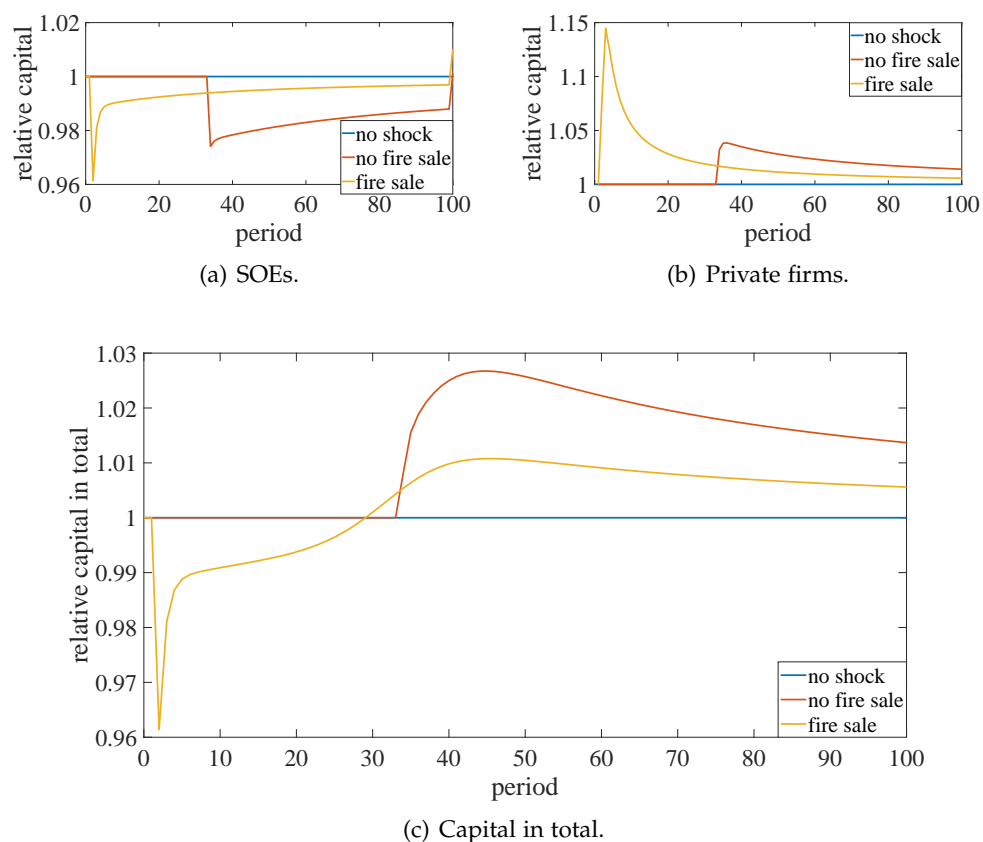 1.02
1
0.98
0.96
relative capital
0 20 40 60 80 100
period
no shock
no fire sale
fire sale
(a) SOEs.
1.15
1.1
1.05
1
relative capital
0 20 40 60 80 100
period
no shock
no fire sale
fire sale
(b) Private firms.
1.03
1.02
1.01
1
0.99
0.98
0.97
0.96
relative capital in total
0 10 20 30 40 50 60 70 80 90 100
period
no shock
no fire sale
fire sale
(c) Capital in total.